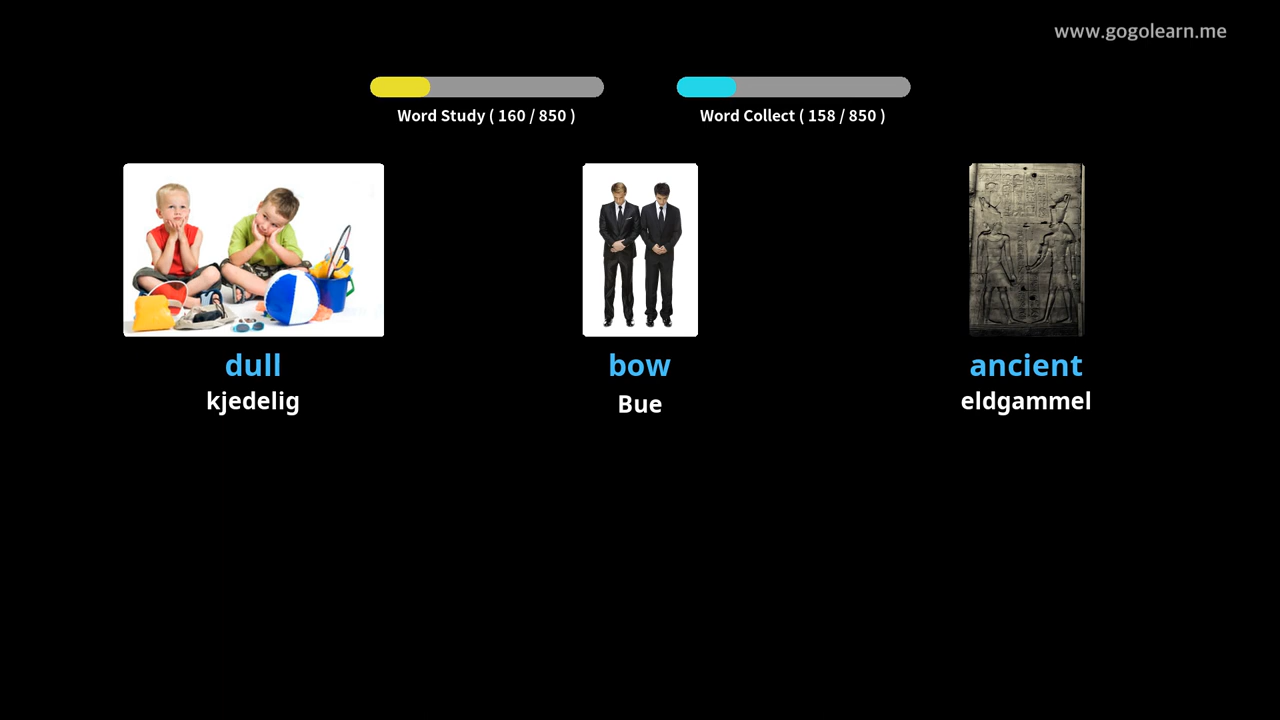 www.gogolearn.me
Word Study ( 160 / 850 )
Word Collect ( 158 / 850 )
dull
kjedelig
bow
Bue
ancient
eldgammel